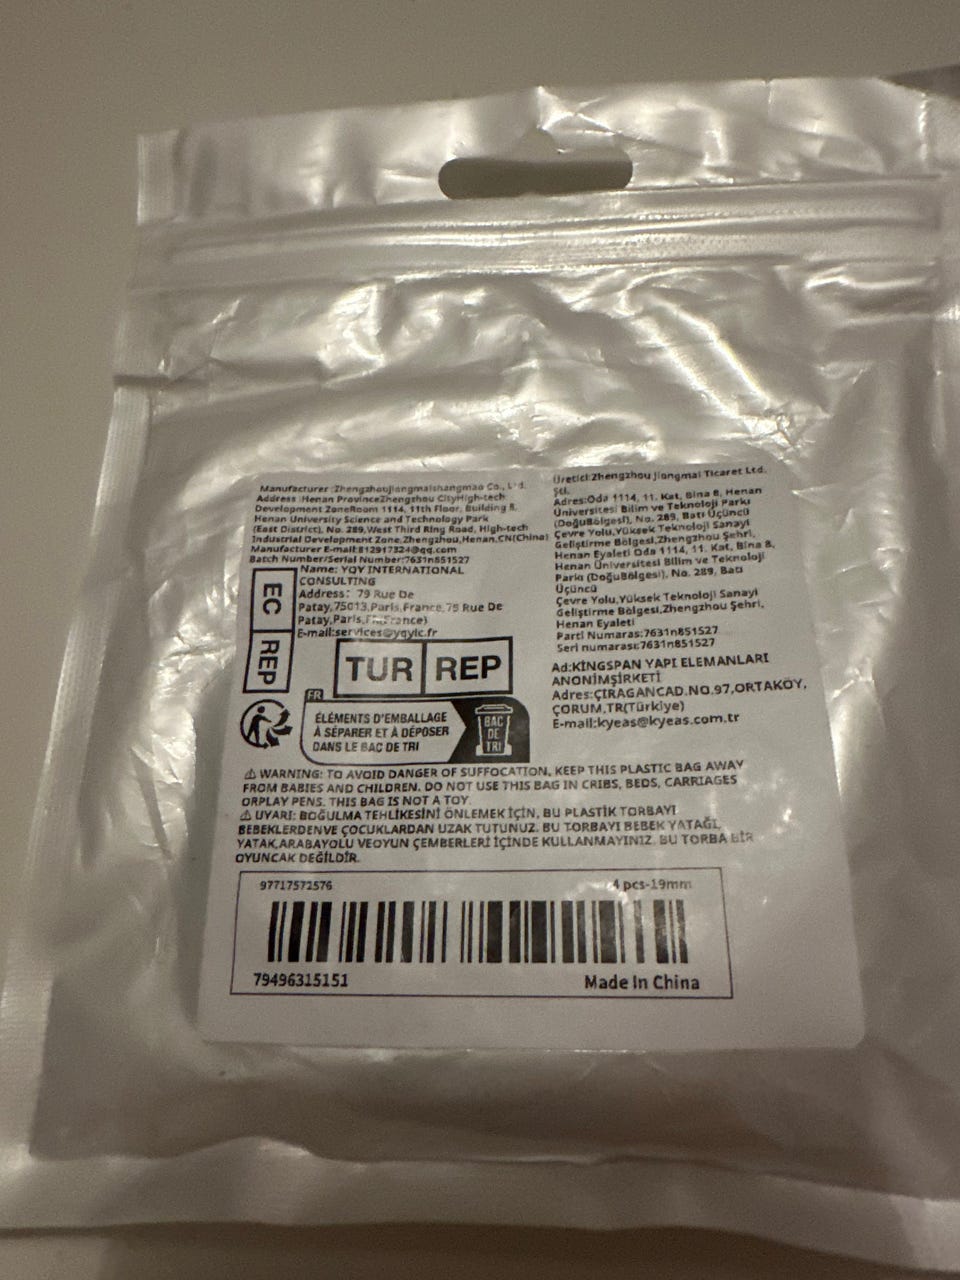 Manufacturer:Zhengzhoujiongmaishangmao Co., Ltd.
Address :Henan ProvinceZhengzhou CityHigh-tech
Development ZoneRoom 1114, 11th Floor, Building 8,
Henan University Science and Technology Park
(East District), No. 289,West Third Ring Road, High-tech
Industrial Development Zone,Zhengzhou,Henan,CN(China)
Manufacturer E-mail:812917324@qq.com
Batch Number/Serial Number:7631n851527
EC REP
Name: YQY INTERNATIONAL
CONSULTING
Address: 79 Rue De
Patay,75013,Paris,France,79 Rue De
Patay,Paris, France)
E-mail:services@yqyic.fr
TUR REP
FR
ÉLÉMENTS D'EMBALLAGE
À SÉPARER ET À DÉPOSER
DANS LE BAC DE TRI
BAC
DE
TRI
Üretici:Zhengzhou Jiongmai Ticaret Ltd.
Şti.
Adres:Oda 1114, 11. Kat, Bina 8, Henan
Üniversitesi Bilim ve Teknoloji Parkı
(DoğuBölgesi), No. 289, Batı Üçüncü
Çevre Yolu,Yüksek Teknoloji Sanayi
Geliştirme Bölgesi,Zhengzhou Şehri,
Henan Eyaleti Oda 1114, 11. Kat, Bina 8,
Henan Üniversitesi Bilim ve Teknoloji
Parkı (DoğuBölgesi), No. 289, Batı
Üçüncü
Çevre Yolu,Yüksek Teknoloji Sanayi
Geliştirme Bölgesi,Zhengzhou Şehri,
Henan Eyaleti
Parti Numarası:7631n851527
Seri numarası:7631n851527
Ad:KİNGSPAN YAPI ELEMANLARI
ANONİMŞİRKETİ
Adres:ÇIRAGANCAD.NO.97,ORTAKÖY,
ÇORUM,TR(Türkiye)
E-mail:kyeas@kyeas.com.tr
⚠ WARNING: TO AVOID DANGER OF SUFFOCATION, KEEP THIS PLASTIC BAG AWAY
FROM BABIES AND CHILDREN. DO NOT USE THIS BAG IN CRIBS, BEDS, CARRIAGES
ORPLAY PENS. THIS BAG IS NOT A TOY.
⚠ UYARI: BOĞULMA TEHLİKESİNİ ÖNLEMEK İÇİN, BU PLASTİK TORBAYI
BEBEKLERDENVE ÇOCUKLARDAN UZAK TUTUNUZ. BU TORBAYI BEBEK YATAĞI,
YATAK,ARABAYOLU VEOYUN ÇEMBERLERİ İÇİNDE KULLANMAYINIZ. BU TORBA BİR
OYUNCAK DEĞİLDİR.
97717572576 4 pcs-19mm
79496315151 Made In China